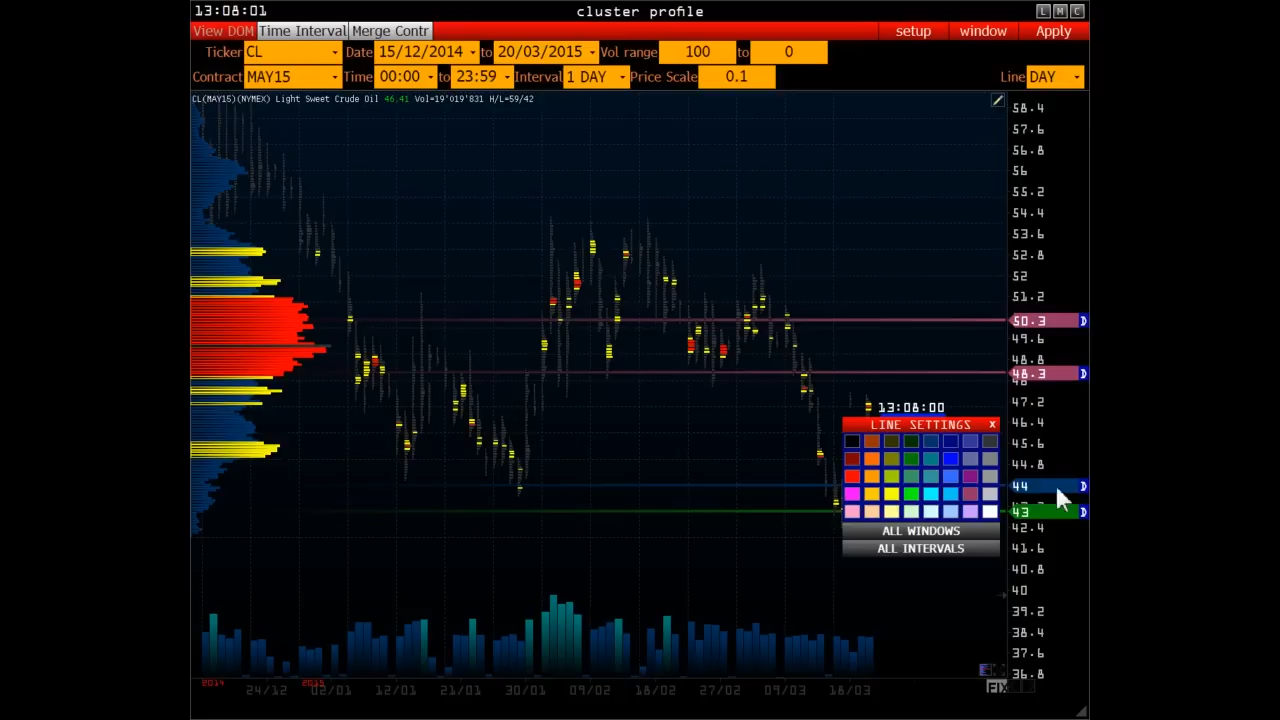 13:08:01 cluster profile L M C
View DOM Time Interval Merge Contr setup window Apply
Ticker CL Date 15/12/2014 to 20/03/2015 Vol range 100 to 0
Contract MAY15 Time 00:00 to 23:59 Interval 1 DAY Price Scale 0.1 Line DAY
CL(MAY15)(NYMEX) Light Sweet Crude Oil 46.41 Vol=19'019'831 H/L=59/42
58.4
57.6
56.8
56
55.2
54.4
53.6
52.8
52
51.2
50.3 D
49.6
48.8
48.3 D
48
47.2
13:08:00
46.4
LINE SETTINGS x
45.6
44.8
44 D
43 D
42.4
ALL WINDOWS
ALL INTERVALS
41.6
40.8
40
39.2
38.4
37.6
36.8
2014 2015
24/12 02/01 12/01 21/01 30/01 09/02 18/02 27/02 09/03 18/03
FIX